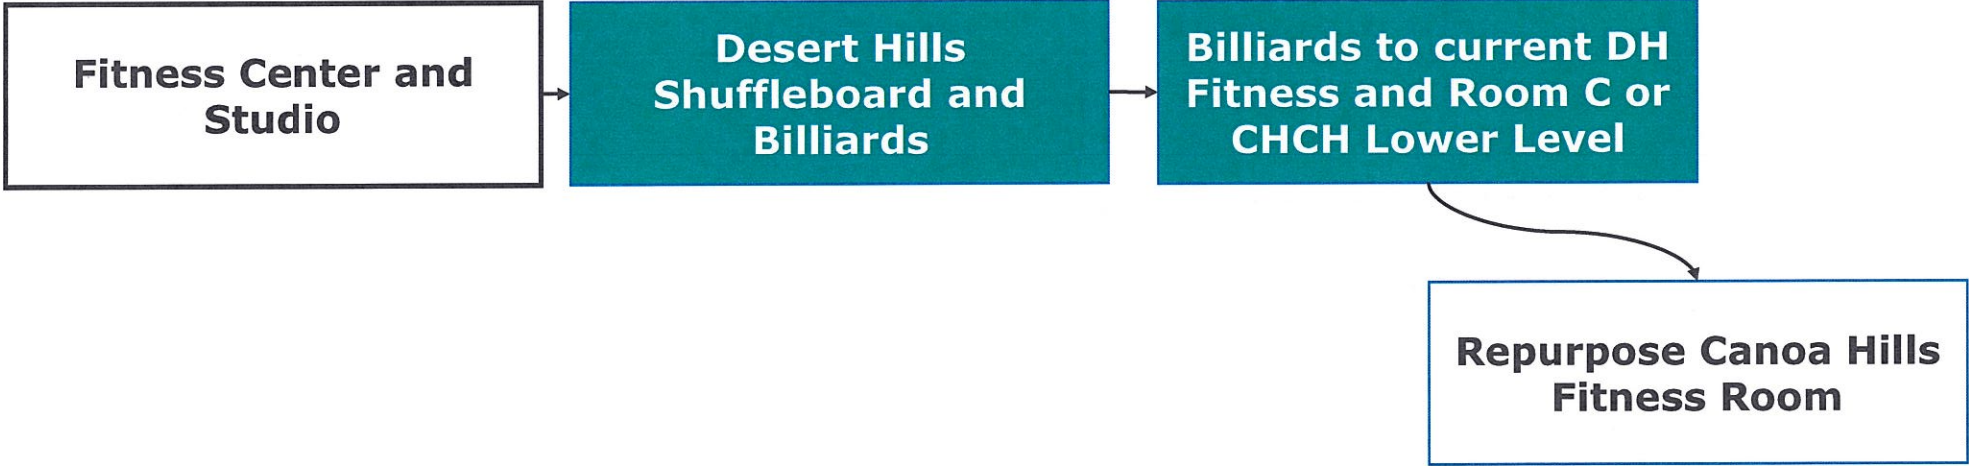 Fitness Center and
Studio
Desert Hills
Shuffleboard and
Billiards
Billiards to current DH
Fitness and Room C or
CHCH Lower Level
Repurpose Canoa Hills
Fitness Room